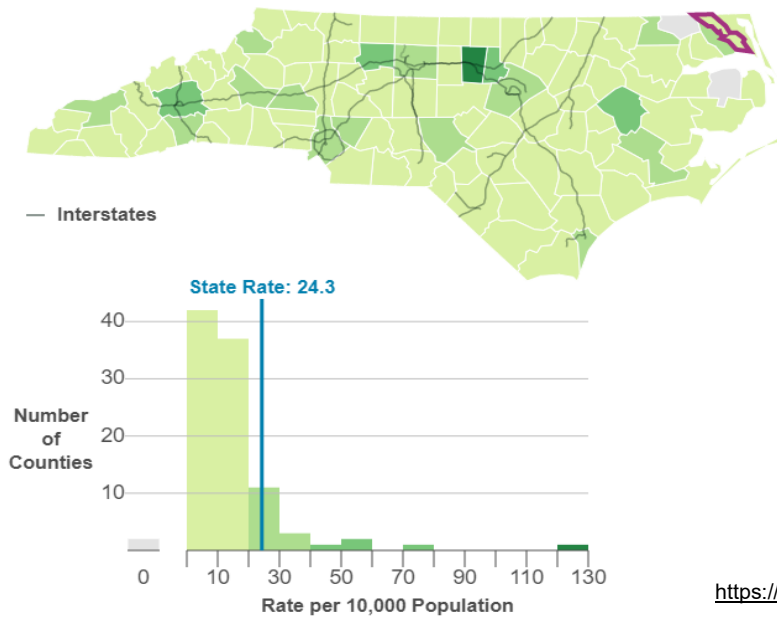 Interstates
State Rate: 24.3
40
30
20
10
Number
of
Counties
0 10 30 50 70 90 110 130
Rate per 10,000 Population
https://